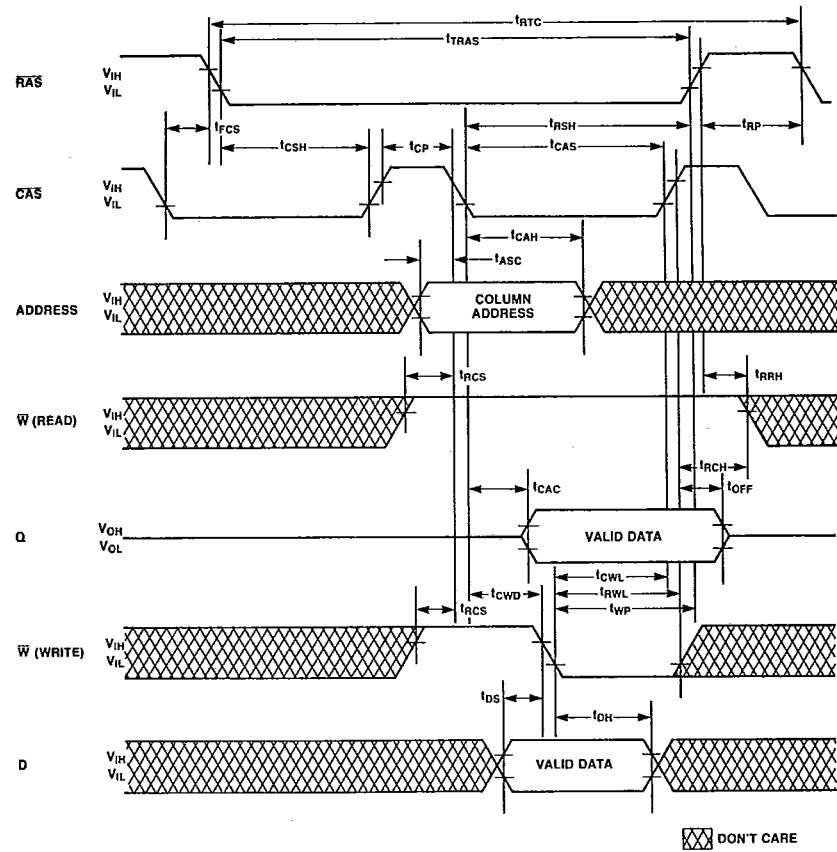 tRTC
tTRAS
RAS
VIH
VIL
tFCS
tRSH
tRP
tCSH
tCP
tCAS
CAS
VIH
VIL
tCAH
tASC
ADDRESS
VIH
VIL
COLUMN
ADDRESS
tRCS
tRRH
W (READ)
VIH
VIL
tRCH
tCAC
tOFF
Q
VOH
VOL
VALID DATA
tCWL
tCWD
tRWL
tRCS
tWP
W (WRITE)
VIH
VIL
tDS
tDH
D
VIH
VIL
VALID DATA
DON'T CARE